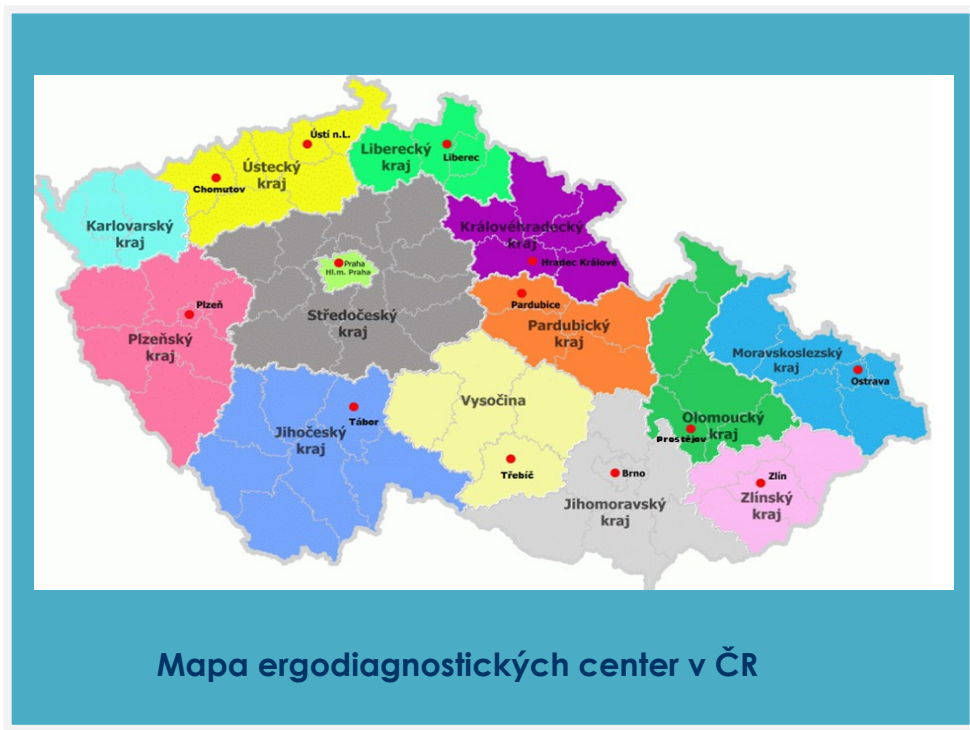 Ústí n.L.
Liberecký
kraj
Liberec
Ústecký
kraj
Chomutov
Karlovarský
kraj
Královéhradecký
kraj
Hradec Králové
Praha
Hl.m. Praha
Plzeň
Pardubice
Středočeský
kraj
Pardubický
kraj
Plzeňský
kraj
Moravskoslezský
kraj
Ostrava
Vysočina
Tábor
Jihočeský
kraj
Olomoucký
kraj
Prostějov
Třebíč
Brno
Zlín
Jihomoravský
kraj
Zlínský
kraj
Mapa ergodiagnostických center v ČR